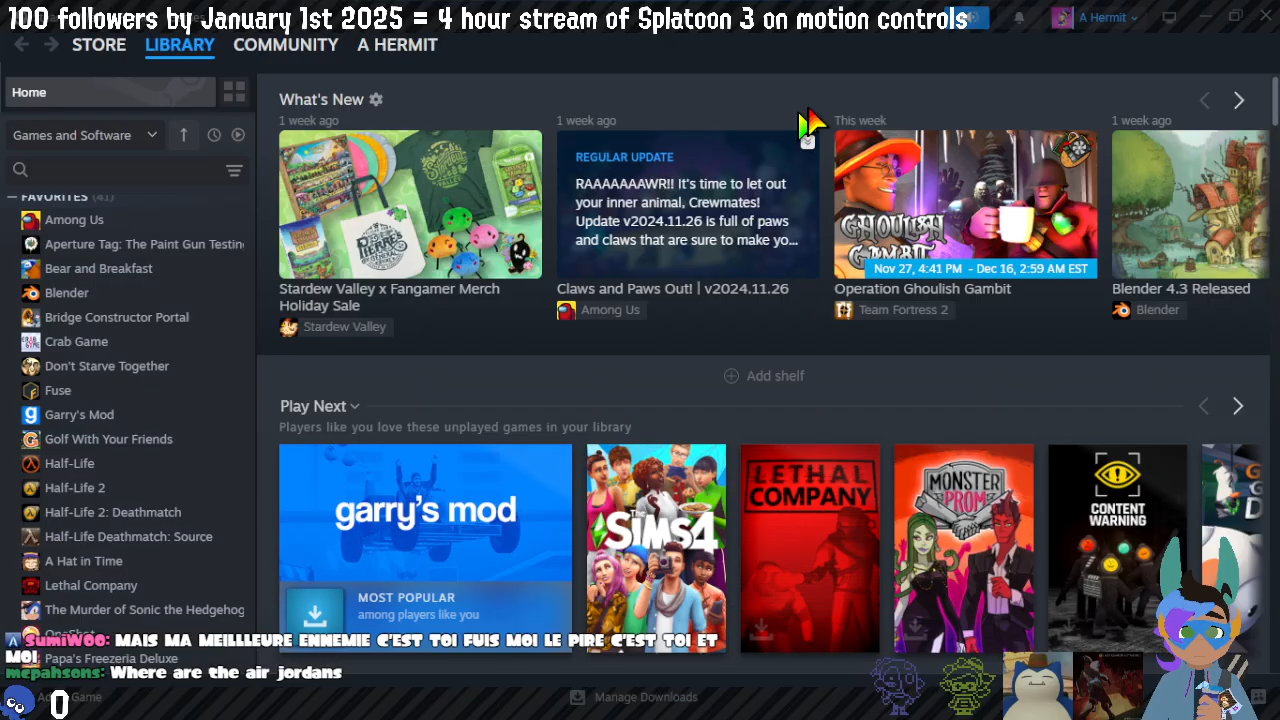 100 followers by January 1st 2025 = 4 hour stream of Splatoon 3 on motion controls
A Hermit
STORE LIBRARY COMMUNITY A HERMIT
Home
What's New
Games and Software
1 week ago
1 week ago
This week
1 week ago
REGULAR UPDATE
RAAAAAAWR!! It's time to let out
your inner animal, Crewmates!
Update v2024.11.26 is full of paws
and claws that are sure to make yo...
GHOULISH
GAMBIT
Nov 27, 4:41 PM - Dec 16, 2:59 AM EST
Stardew Valley x Fangamer Merch
Holiday Sale
Stardew Valley
Claws and Paws Out! | v2024.11.26
Among Us
Operation Ghoulish Gambit
Team Fortress 2
Blender 4.3 Released
Blender
FAVORITES (41)
Among Us
Aperture Tag: The Paint Gun Testin
Bear and Breakfast
Blender
Bridge Constructor Portal
Crab Game
Don't Starve Together
Fuse
Garry's Mod
Golf With Your Friends
Half-Life
Half-Life 2
Half-Life 2: Deathmatch
Half-Life Deathmatch: Source
A Hat in Time
Lethal Company
The Murder of Sonic the Hedgehog
OneShot
Papa's Freezeria Deluxe
Add shelf
Play Next
Players like you love these unplayed games in your library
garry's mod
MOST POPULAR
among players like you
The SIMS 4
LETHAL
COMPANY
MONSTER
PROM
CONTENT
WARNING
SumiWoo: MAIS MA MEILLLEURE ENNEMIE C'EST TOI FUIS MOI LE PIRE C'EST TOI ET
MOI
mcpahsons: Where are the air jordans
0
Manage Downloads